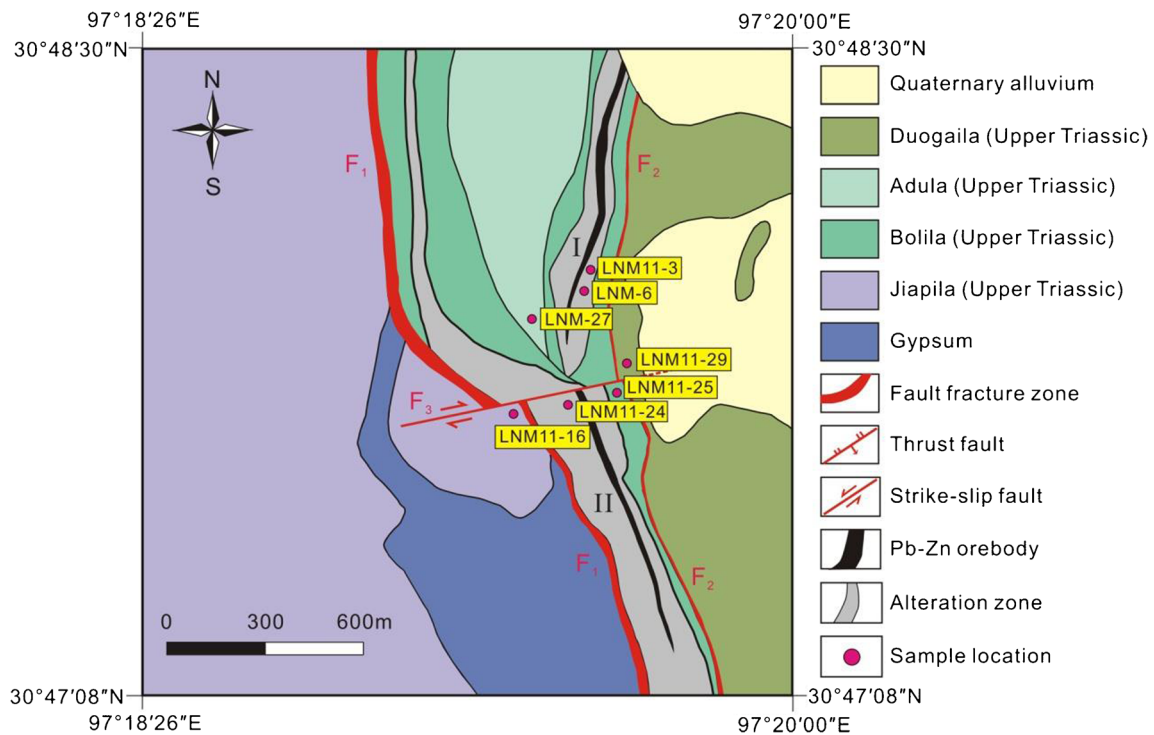 97°18′26″E
97°20′00″E
30°48′30″N
30°48′30″N
N
S
F₁
F₂
I
LNM11-3
LNM-6
LNM-27
LNM11-29
LNM11-25
LNM11-24
F₃
LNM11-16
II
F₁
F₂
0 300 600m
30°47′08″N
30°47′08″N
97°18′26″E
97°20′00″E
Quaternary alluvium
Duogaila (Upper Triassic)
Adula (Upper Triassic)
Bolila (Upper Triassic)
Jiapila (Upper Triassic)
Gypsum
Fault fracture zone
Thrust fault
Strike-slip fault
Pb-Zn orebody
Alteration zone
Sample location